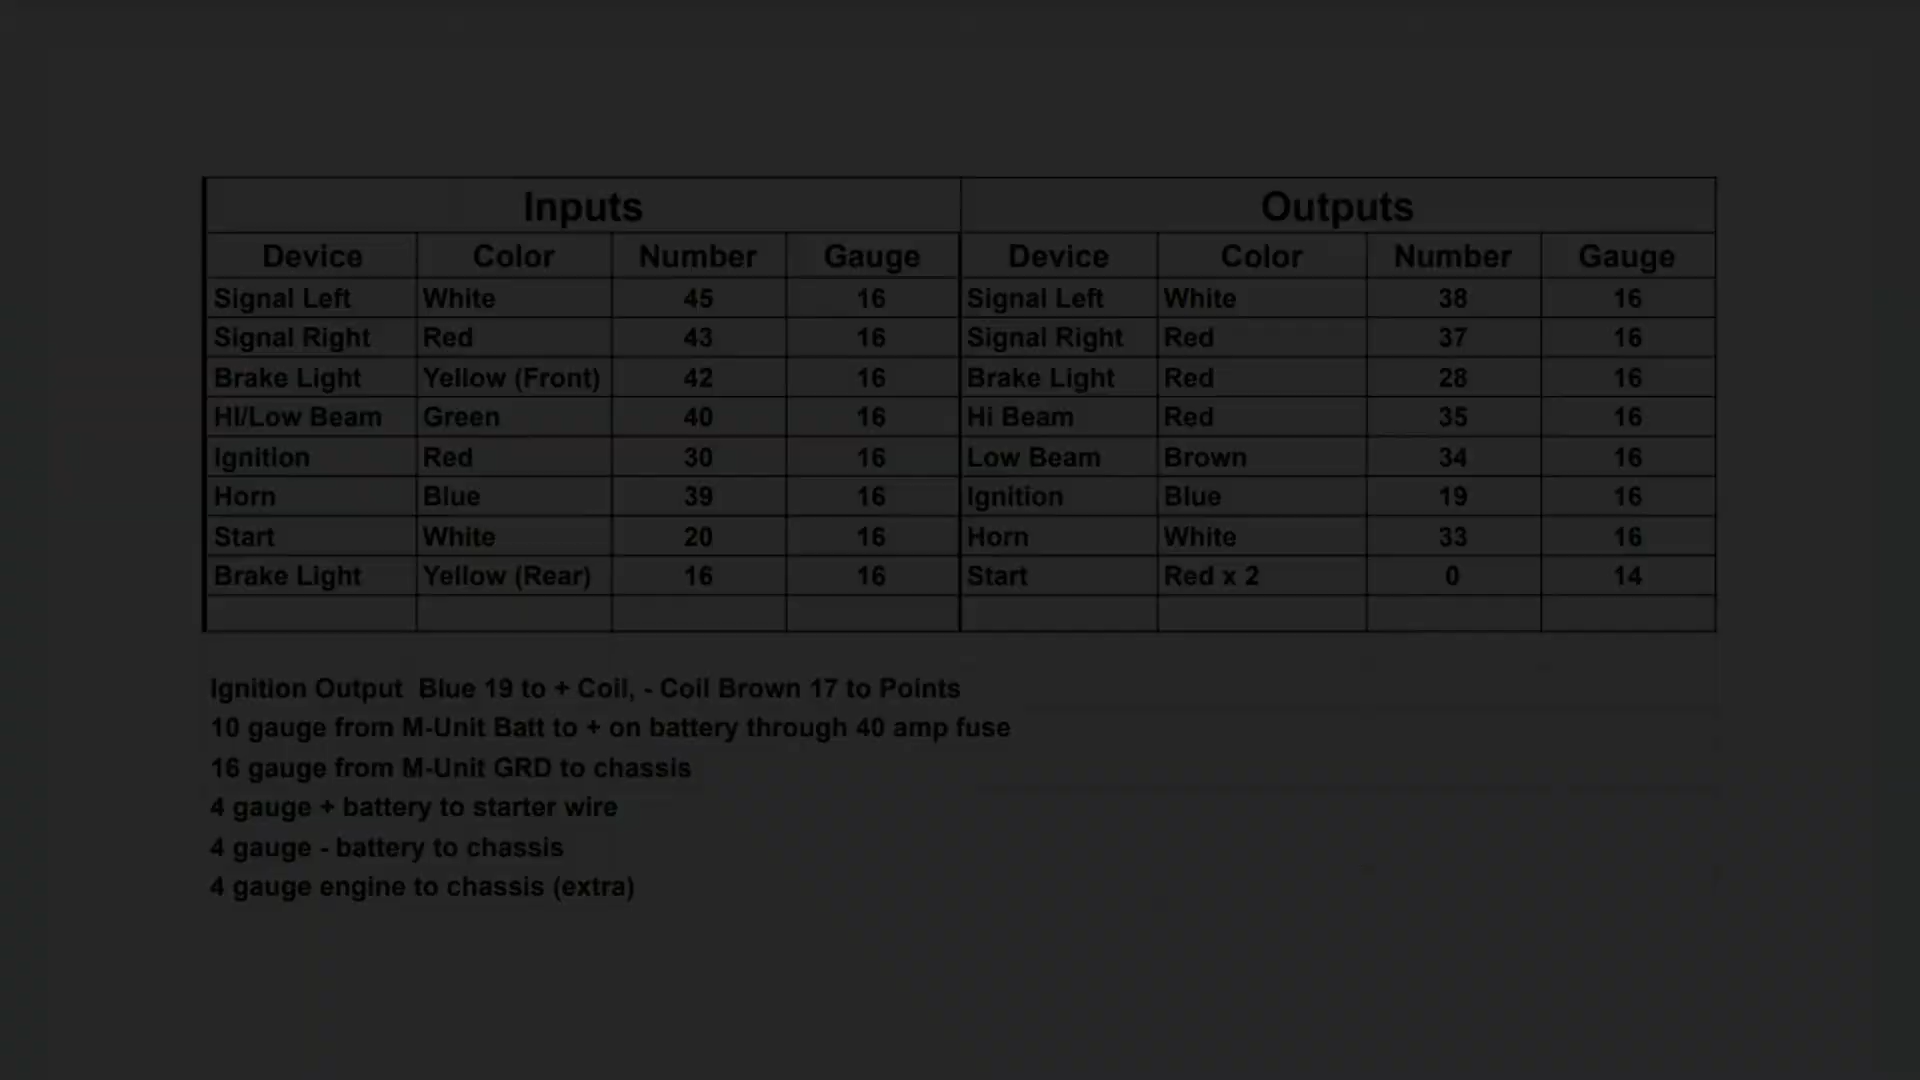 Inputs Outputs
Device Color Number Gauge Device Color Number Gauge
Signal Left White 45 16 Signal Left White 38 16
Signal Right Red 43 16 Signal Right Red 37 16
Brake Light Yellow (Front) 42 16 Brake Light Red 28 16
HI/Low Beam Green 40 16 Hi Beam Red 35 16
Ignition Red 30 16 Low Beam Brown 34 16
Horn Blue 39 16 Ignition Blue 19 16
Start White 20 16 Horn White 33 16
Brake Light Yellow (Rear) 16 16 Start Red x 2 0 14
Ignition Output Blue 19 to + Coil, - Coil Brown 17 to Points
10 gauge from M-Unit Batt to + on battery through 40 amp fuse
16 gauge from M-Unit GRD to chassis
4 gauge + battery to starter wire
4 gauge - battery to chassis
4 gauge engine to chassis (extra)